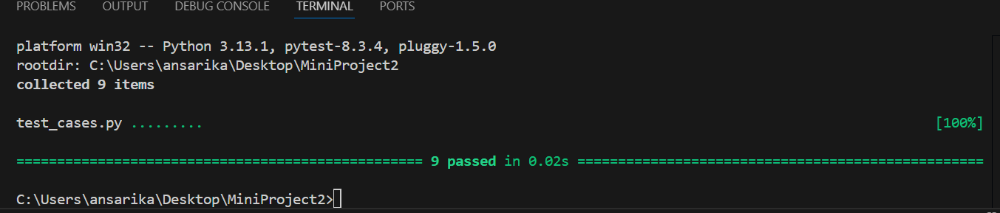 PROBLEMS OUTPUT DEBUG CONSOLE TERMINAL PORTS
platform win32 -- Python 3.13.1, pytest-8.3.4, pluggy-1.5.0
rootdir: C:\Users\ansarika\Desktop\MiniProject2
collected 9 items
test_cases.py ......... [100%]
================================================== 9 passed in 0.02s ==================================================
C:\Users\ansarika\Desktop\MiniProject2>